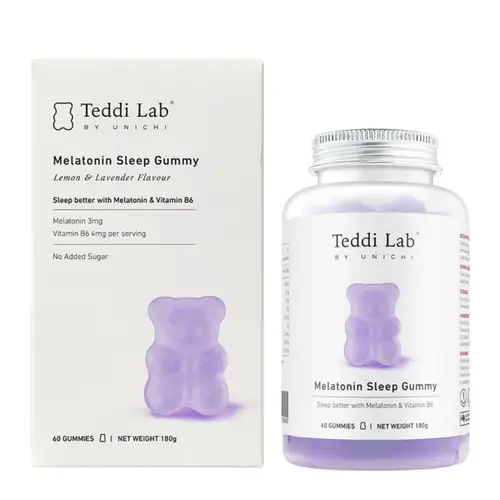 Teddi Lab®
BY UNICHI
Melatonin Sleep Gummy
Lemon & Lavender Flavour
Sleep better with Melatonin & Vitamin B6
Melatonin 3mg
Vitamin B6 4mg per serving
No Added Sugar
60 GUMMIES | NET WEIGHT 180g
Teddi Lab®
BY UNICHI
Melatonin Sleep Gummy
Sleep better with Melatonin & Vitamin B6
60 GUMMIES | NET WEIGHT 180g